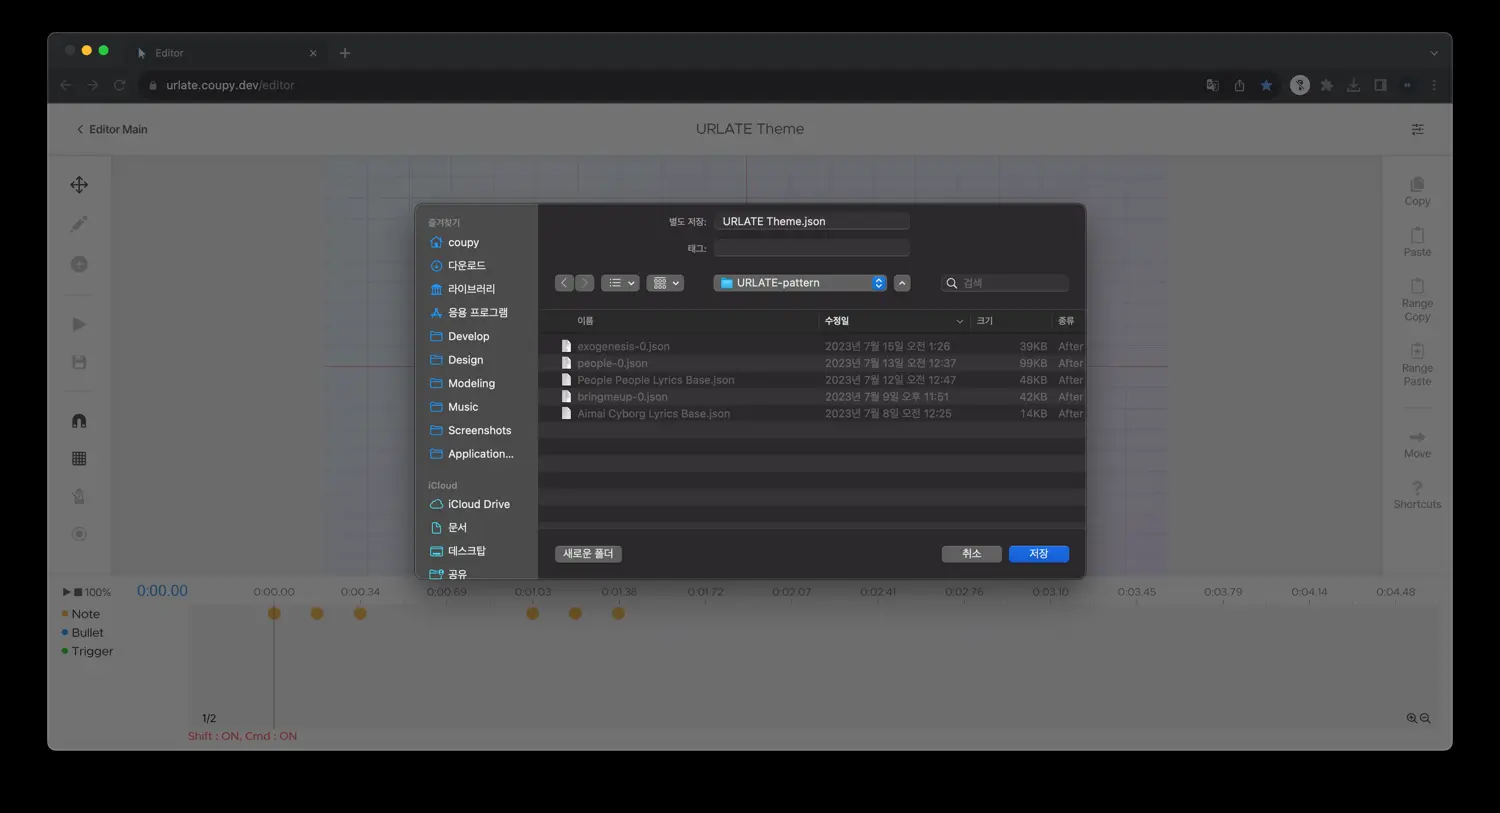 Editor
urlate.coupy.dev/editor
Editor Main
URLATE Theme
즐겨찾기
coupy
다운로드
라이브러리
응용 프로그램
Develop
Design
Modeling
Music
Screenshots
Application...
iCloud
iCloud Drive
문서
데스크탑
공유
별도 저장: URLATE Theme.json
태그:
URLATE-pattern
검색
이름 수정일 크기 종류
exogenesis-0.json 2023년 7월 15일 오전 1:26 39KB After
people-0.json 2023년 7월 13일 오전 12:37 99KB After
People People Lyrics Base.json 2023년 7월 12일 오전 12:47 48KB After
bringmeup-0.json 2023년 7월 9일 오후 11:51 42KB After
Aimai Cyborg Lyrics Base.json 2023년 7월 8일 오전 12:25 14KB After
새로운 폴더 취소 저장
Copy
Paste
Range
Copy
Range
Paste
Move
Shortcuts
100% 0:00.00 0:00.00 0:00.34 0:00.69 0:01.03 0:01.38 0:01.72 0:02.07 0:02.41 0:02.76 0:03.10 0:03.45 0:03.79 0:04.14 0:04.48
Note
Bullet
Trigger
1/2
Shift : ON, Cmd : ON